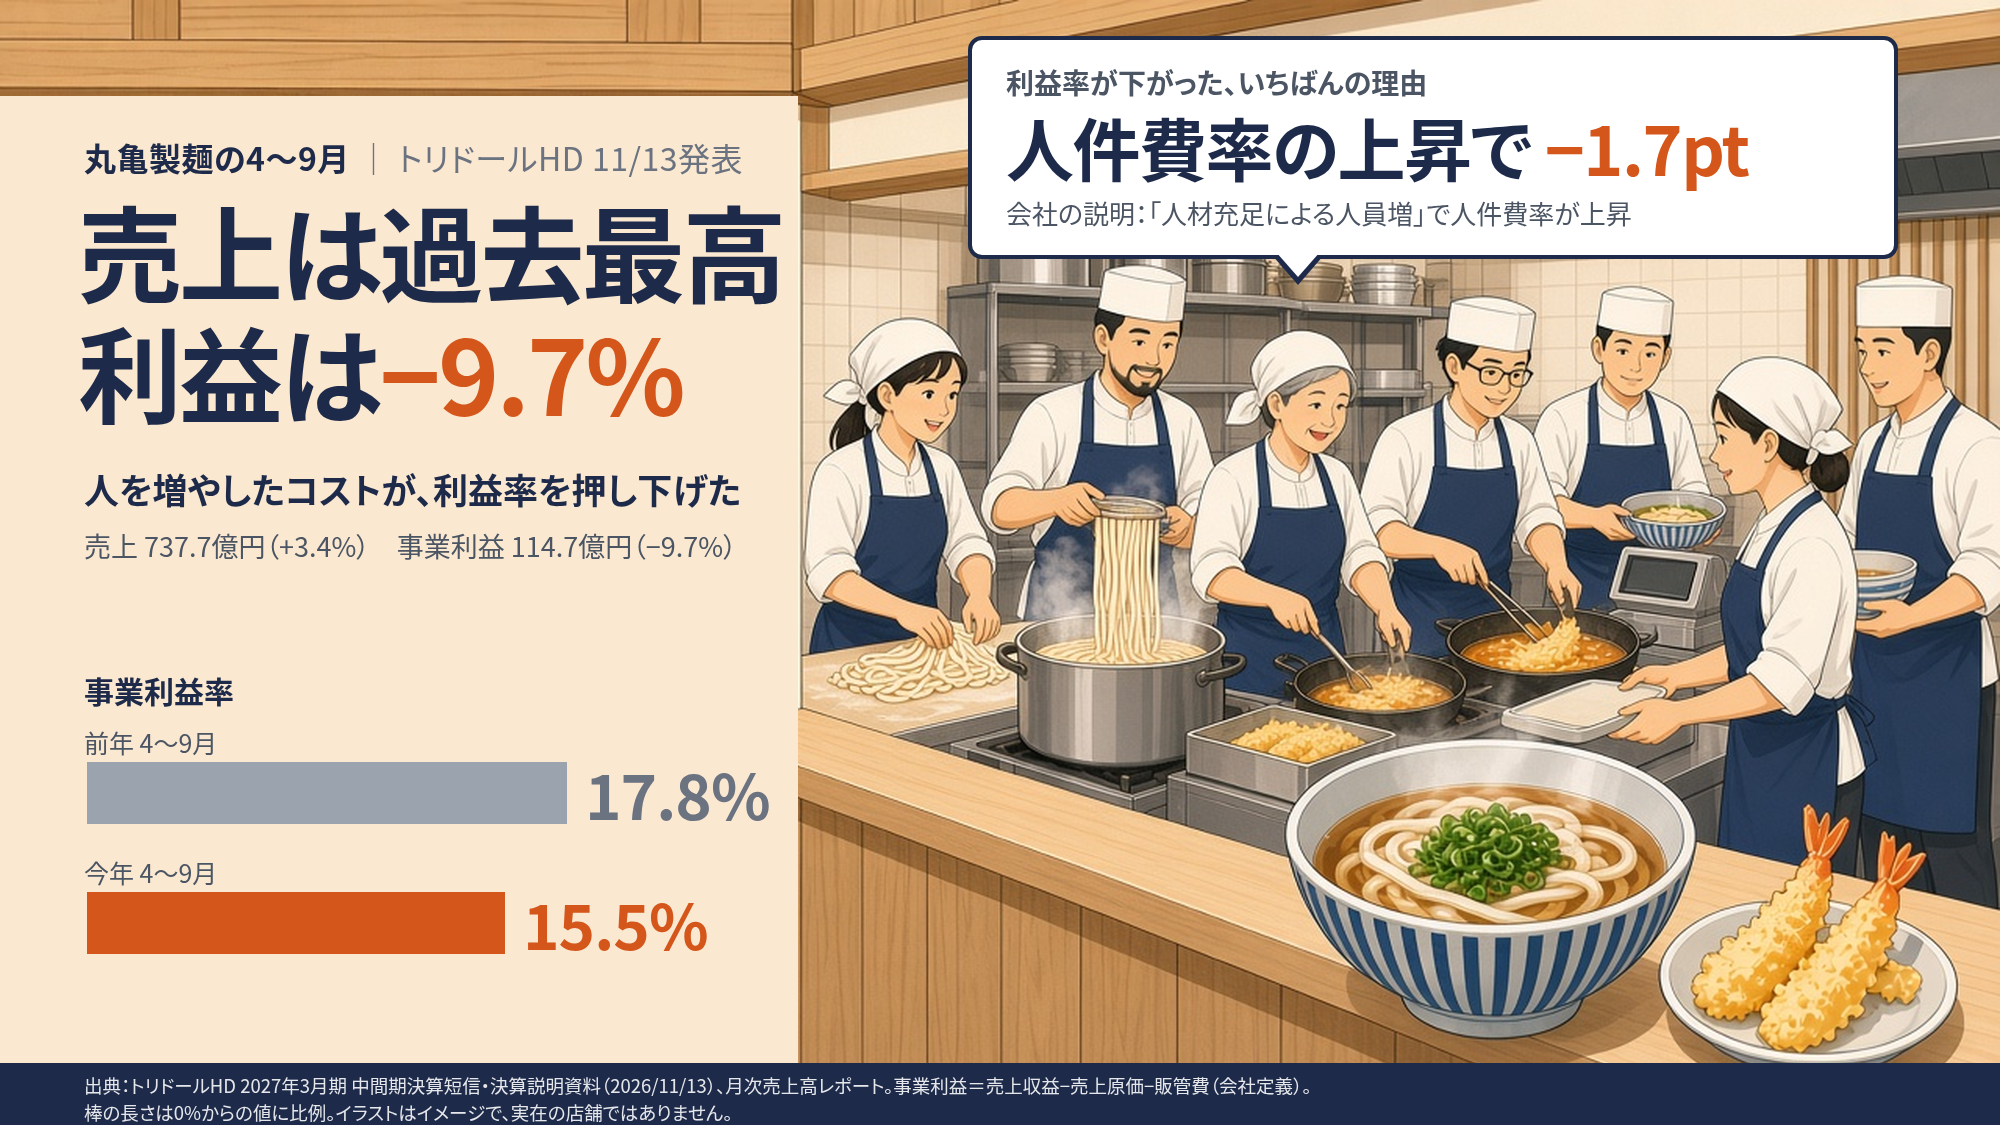 丸亀製麺の4〜9月｜トリドールHD 11/13発表
売上は過去最高
利益は−9.7%
人を増やしたコストが、利益率を押し下げた
売上 737.7億円（+3.4%）　事業利益 114.7億円（−9.7%）
事業利益率
前年 4〜9月
17.8%
今年 4〜9月
15.5%
利益率が下がった、いちばんの理由
人件費率の上昇で −1.7pt
会社の説明：「人材充足による人員増」で人件費率が上昇
出典：トリドールHD 2027年3月期 中間期決算短信・決算説明資料（2026/11/13）、月次売上高レポート。事業利益＝売上収益−売上原価−販管費（会社定義）。
棒の長さは0%からの値に比例。イラストはイメージで、実在の店舗ではありません。